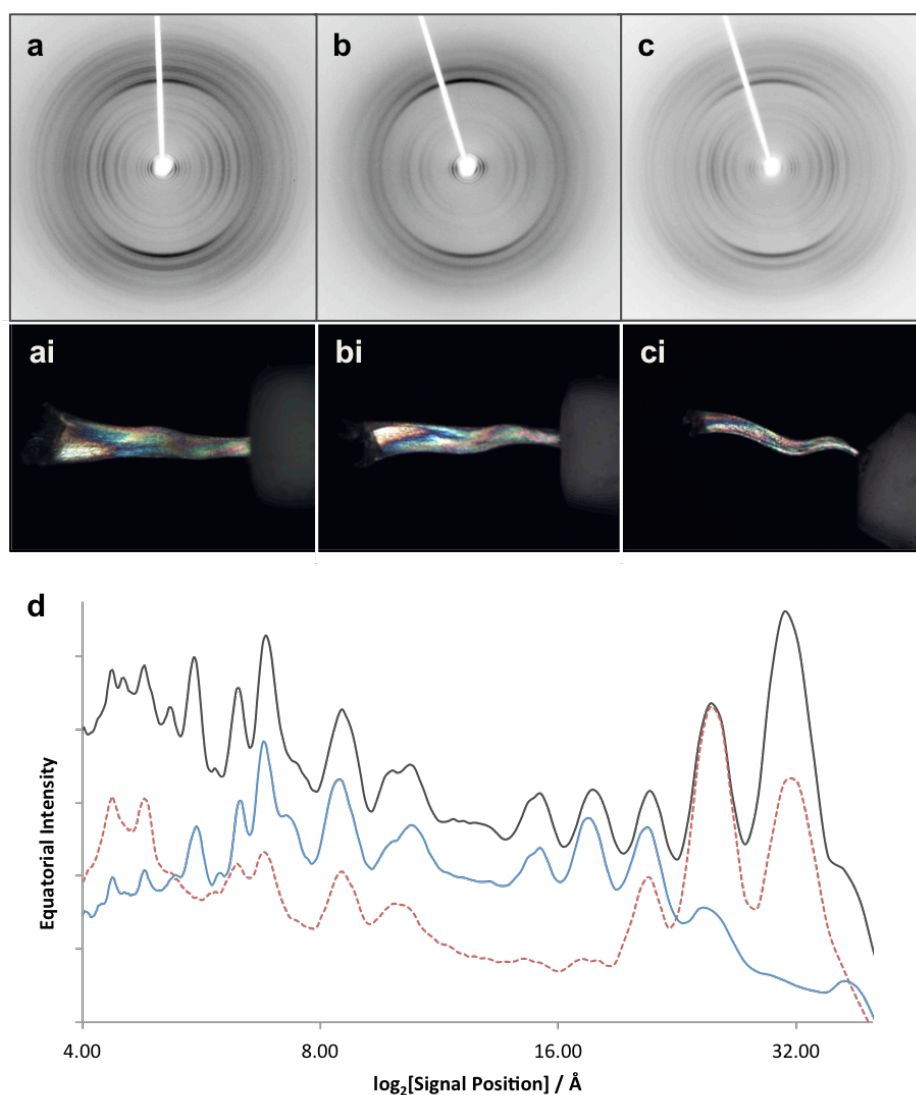 a
b
c
ai
bi
ci
d
Equatorial Intensity
4.00
8.00
16.00
32.00
log2[Signal Position] / Å